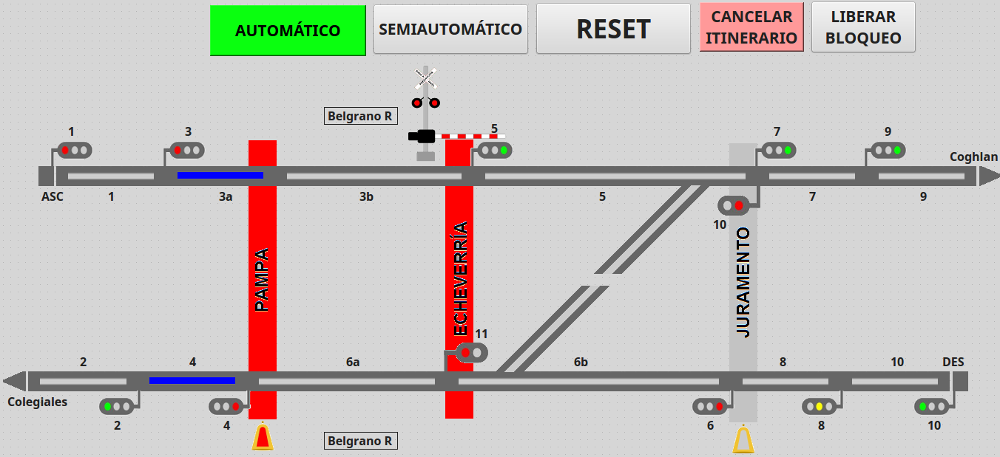 AUTOMÁTICO
SEMIAUTOMÁTICO
RESET
CANCELAR
ITINERARIO
LIBERAR
BLOQUEO
Belgrano R
1
3
5
7
9
Coghlan
ASC
1
3a
3b
5
7
9
10
PAMPA
ECHEVERRÍA
JURAMENTO
11
2
4
6a
6b
8
10
DES
Colegiales
2
4
6
8
10
Belgrano R